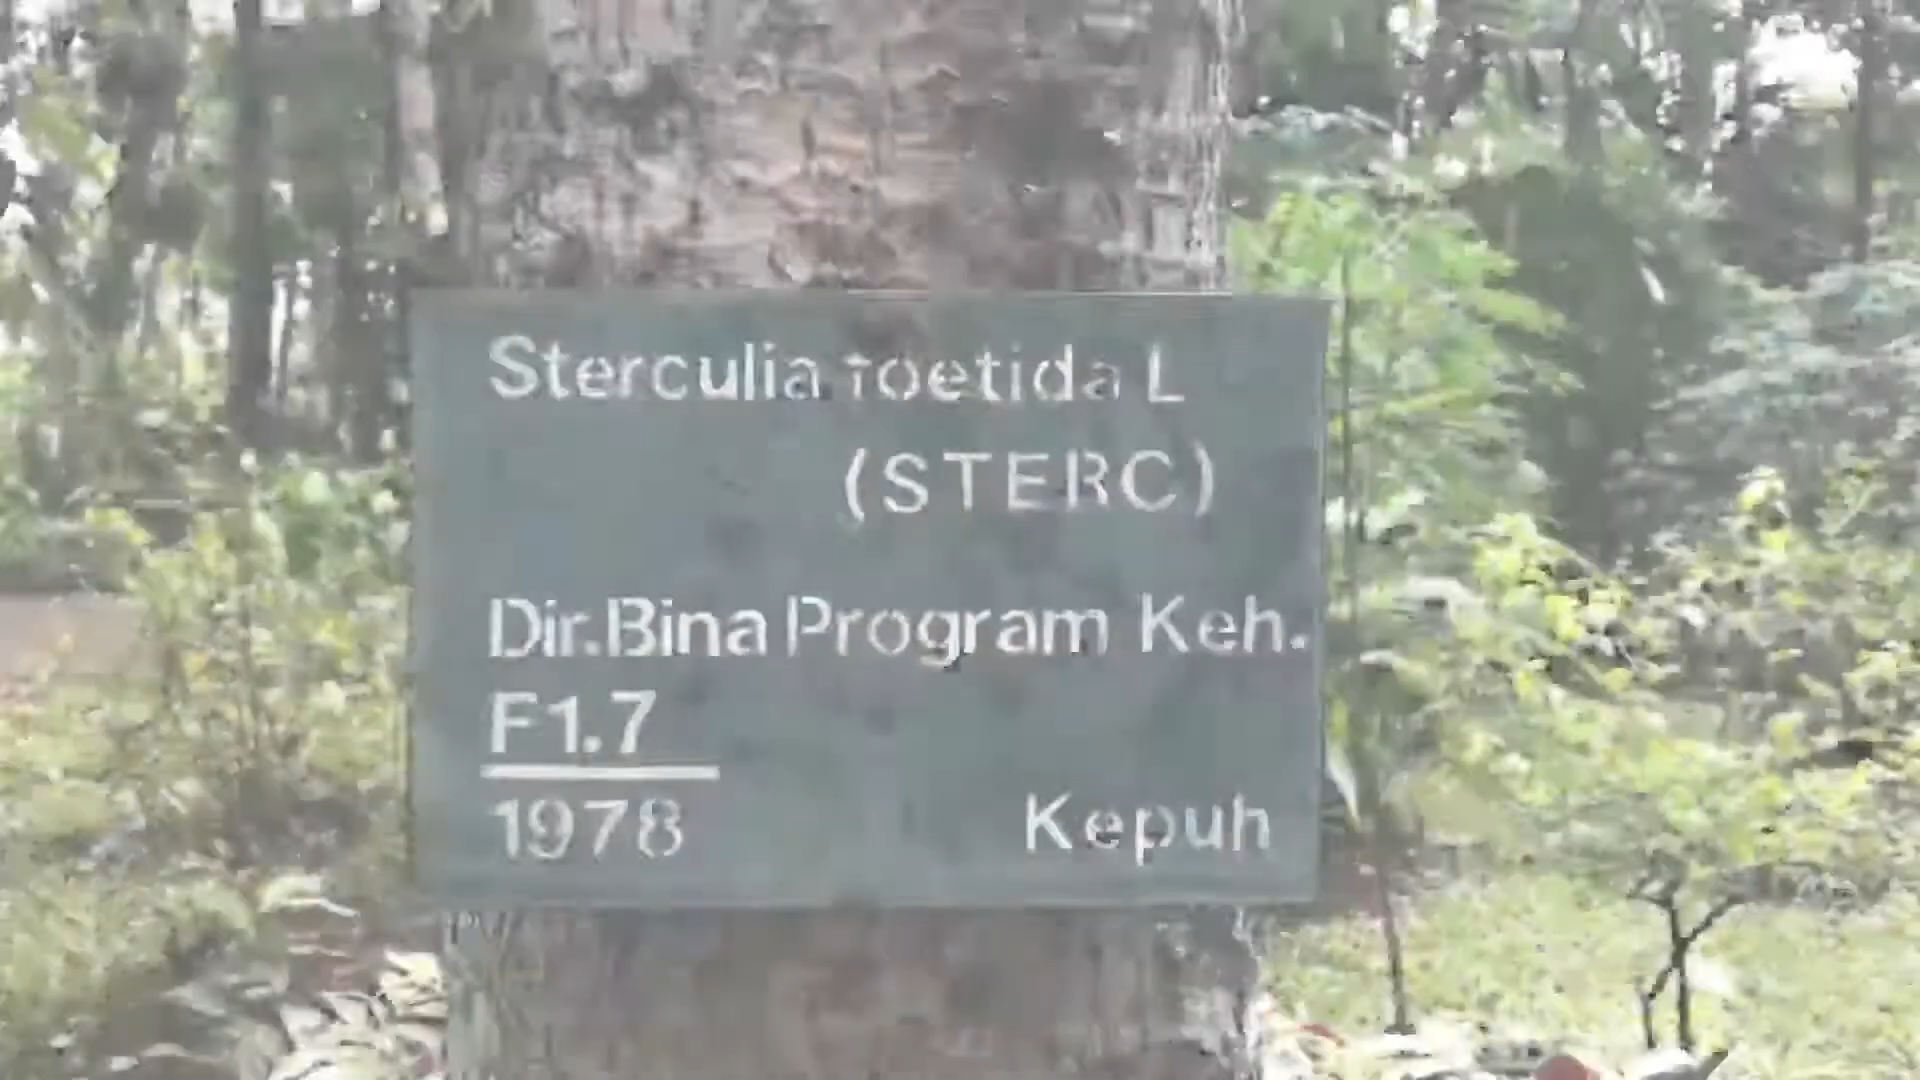 Sterculia foetida L
(STERC)
Dir.Bina Program Keh.
F1.7
1978
Kepuh